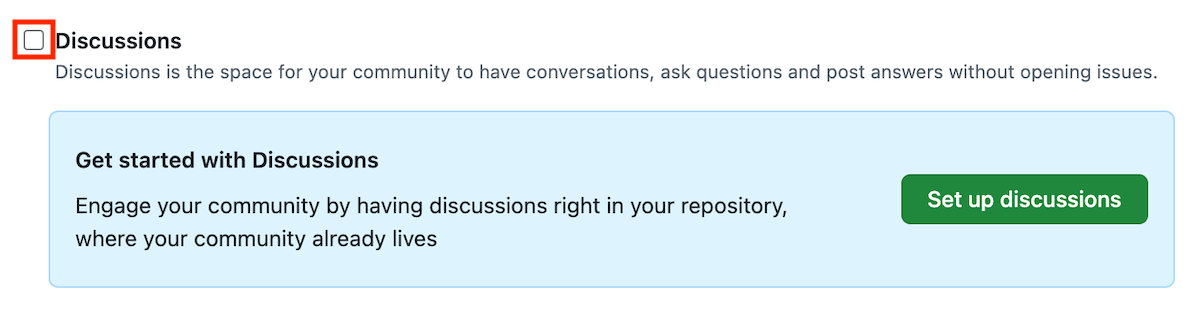 Discussions
Discussions is the space for your community to have conversations, ask questions and post answers without opening issues.
Get started with Discussions
Engage your community by having discussions right in your repository,
where your community already lives
Set up discussions